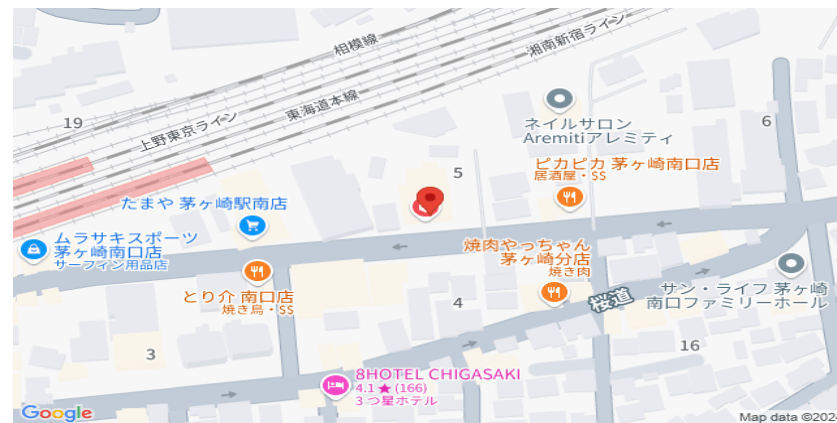 相模線
湘南新宿ライン
東海道本線
上野東京ライン
19
ネイルサロン
Aremitiアレミティ
6
5
ピカピカ 茅ヶ崎南口店
居酒屋・$$
たまや 茅ヶ崎駅南店
ムラサキスポーツ
茅ヶ崎南口店
サーフィン用品店
焼肉やっちゃん
茅ヶ崎分店
焼き肉
とり介 南口店
焼き鳥・$$
サン・ライフ 茅ヶ崎
南口ファミリーホール
桜道
4
3
16
8HOTEL CHIGASAKI
4.1 ★ (166)
3 つ星ホテル
Google
Map data ©2024